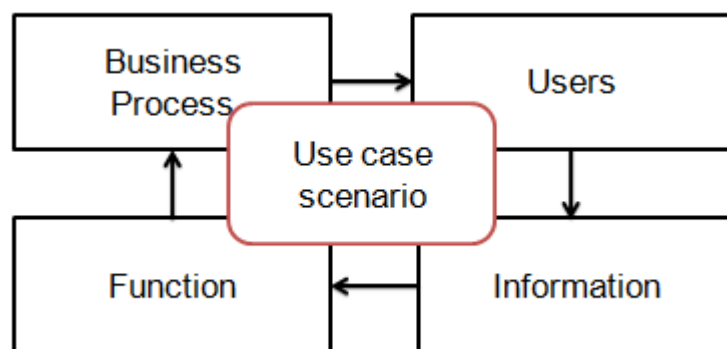 Business
Process
Users
Use case
scenario
Function
Information